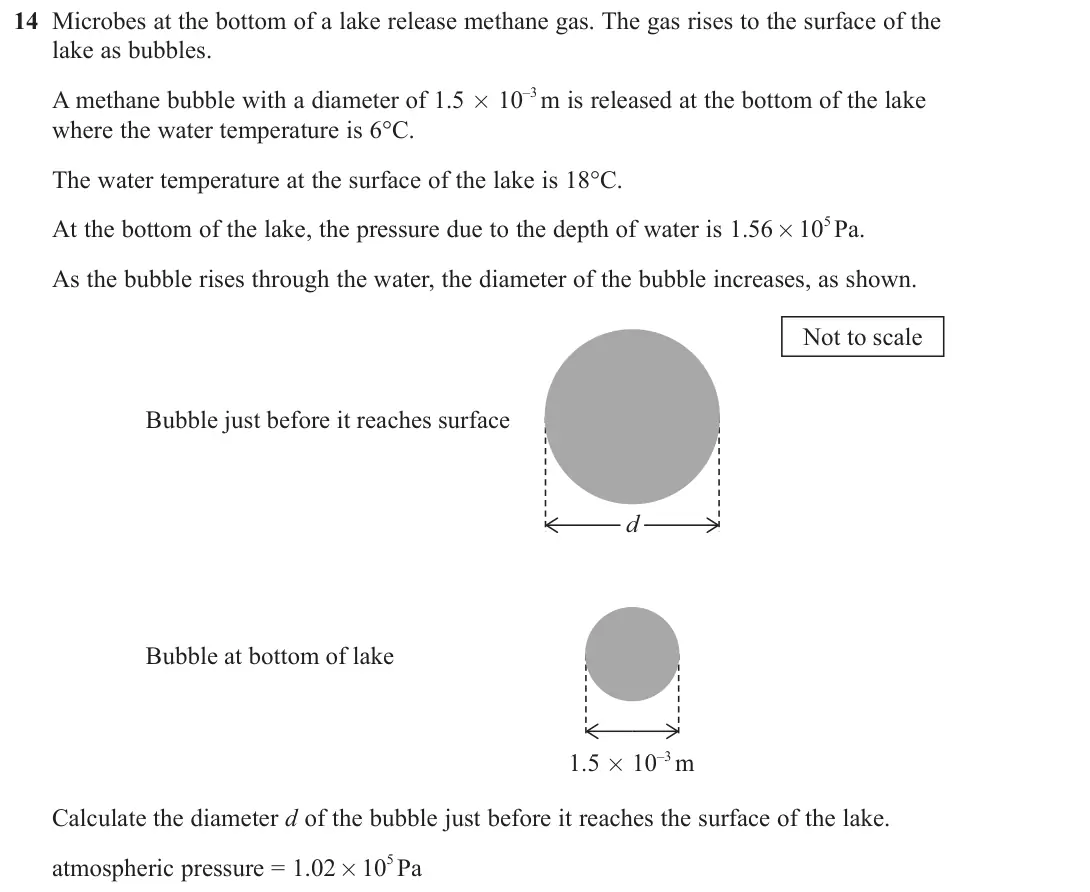 14 Microbes at the bottom of a lake release methane gas. The gas rises to the surface of the
lake as bubbles.
A methane bubble with a diameter of 1.5 × 10⁻³ m is released at the bottom of the lake
where the water temperature is 6°C.
The water temperature at the surface of the lake is 18°C.
At the bottom of the lake, the pressure due to the depth of water is 1.56 × 10⁵ Pa.
As the bubble rises through the water, the diameter of the bubble increases, as shown.
Not to scale
Bubble just before it reaches surface
d
Bubble at bottom of lake
1.5 × 10⁻³ m
Calculate the diameter d of the bubble just before it reaches the surface of the lake.
atmospheric pressure = 1.02 × 10⁵ Pa